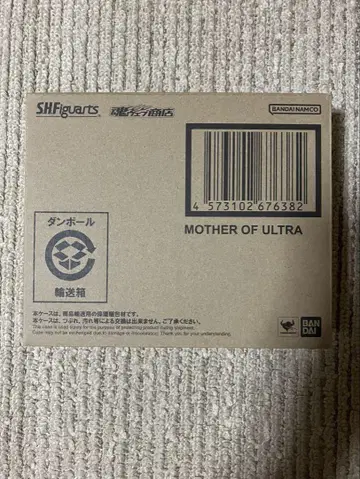 S.H.Figuarts
魂ウェブ商店
BANDAI NAMCO
4 573102 676382
MOTHER OF ULTRA
ダンボール
輸送箱
本ケースは、商品輸送用の保護梱包材です。
本ケースは、つぶれ、汚れ等による交換は出来ません。ご了承ください。
This case is used solely for the purpose of protecting product during shipment.
Case may not be exchanged due to damage or imperfections. Thank you for your understanding.
BAN
DAI